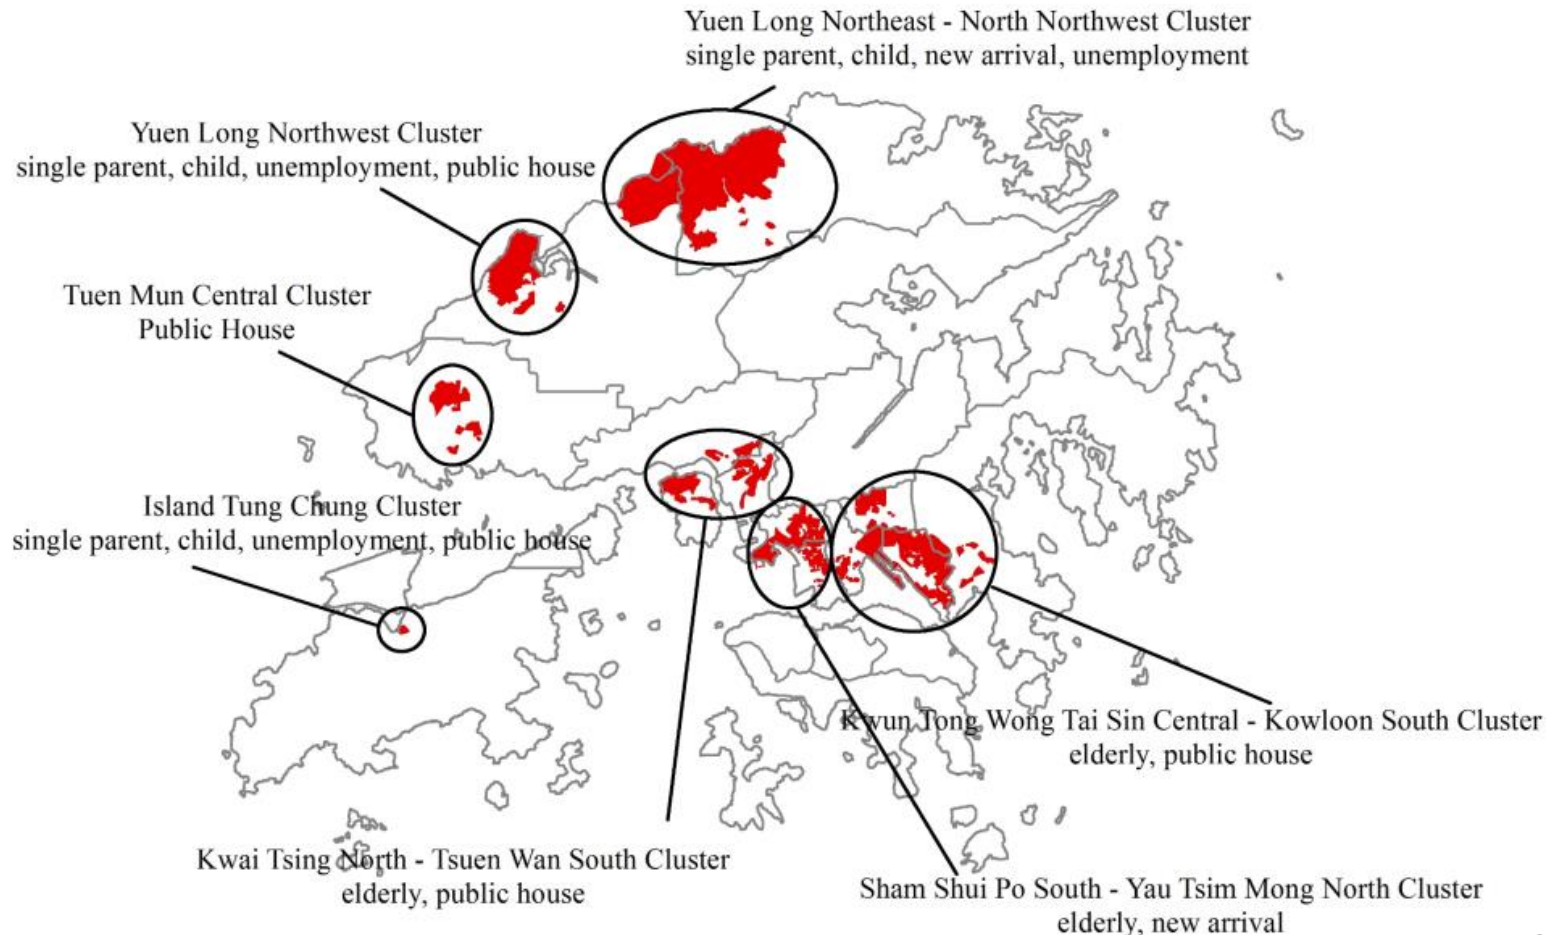 Yuen Long Northeast - North Northwest Cluster
single parent, child, new arrival, unemployment
Yuen Long Northwest Cluster
single parent, child, unemployment, public house
Tuen Mun Central Cluster
Public House
Island Tung Chung Cluster
single parent, child, unemployment, public house
Kwun Tong Wong Tai Sin Central - Kowloon South Cluster
elderly, public house
Kwai Tsing North - Tsuen Wan South Cluster
elderly, public house
Sham Shui Po South - Yau Tsim Mong North Cluster
elderly, new arrival